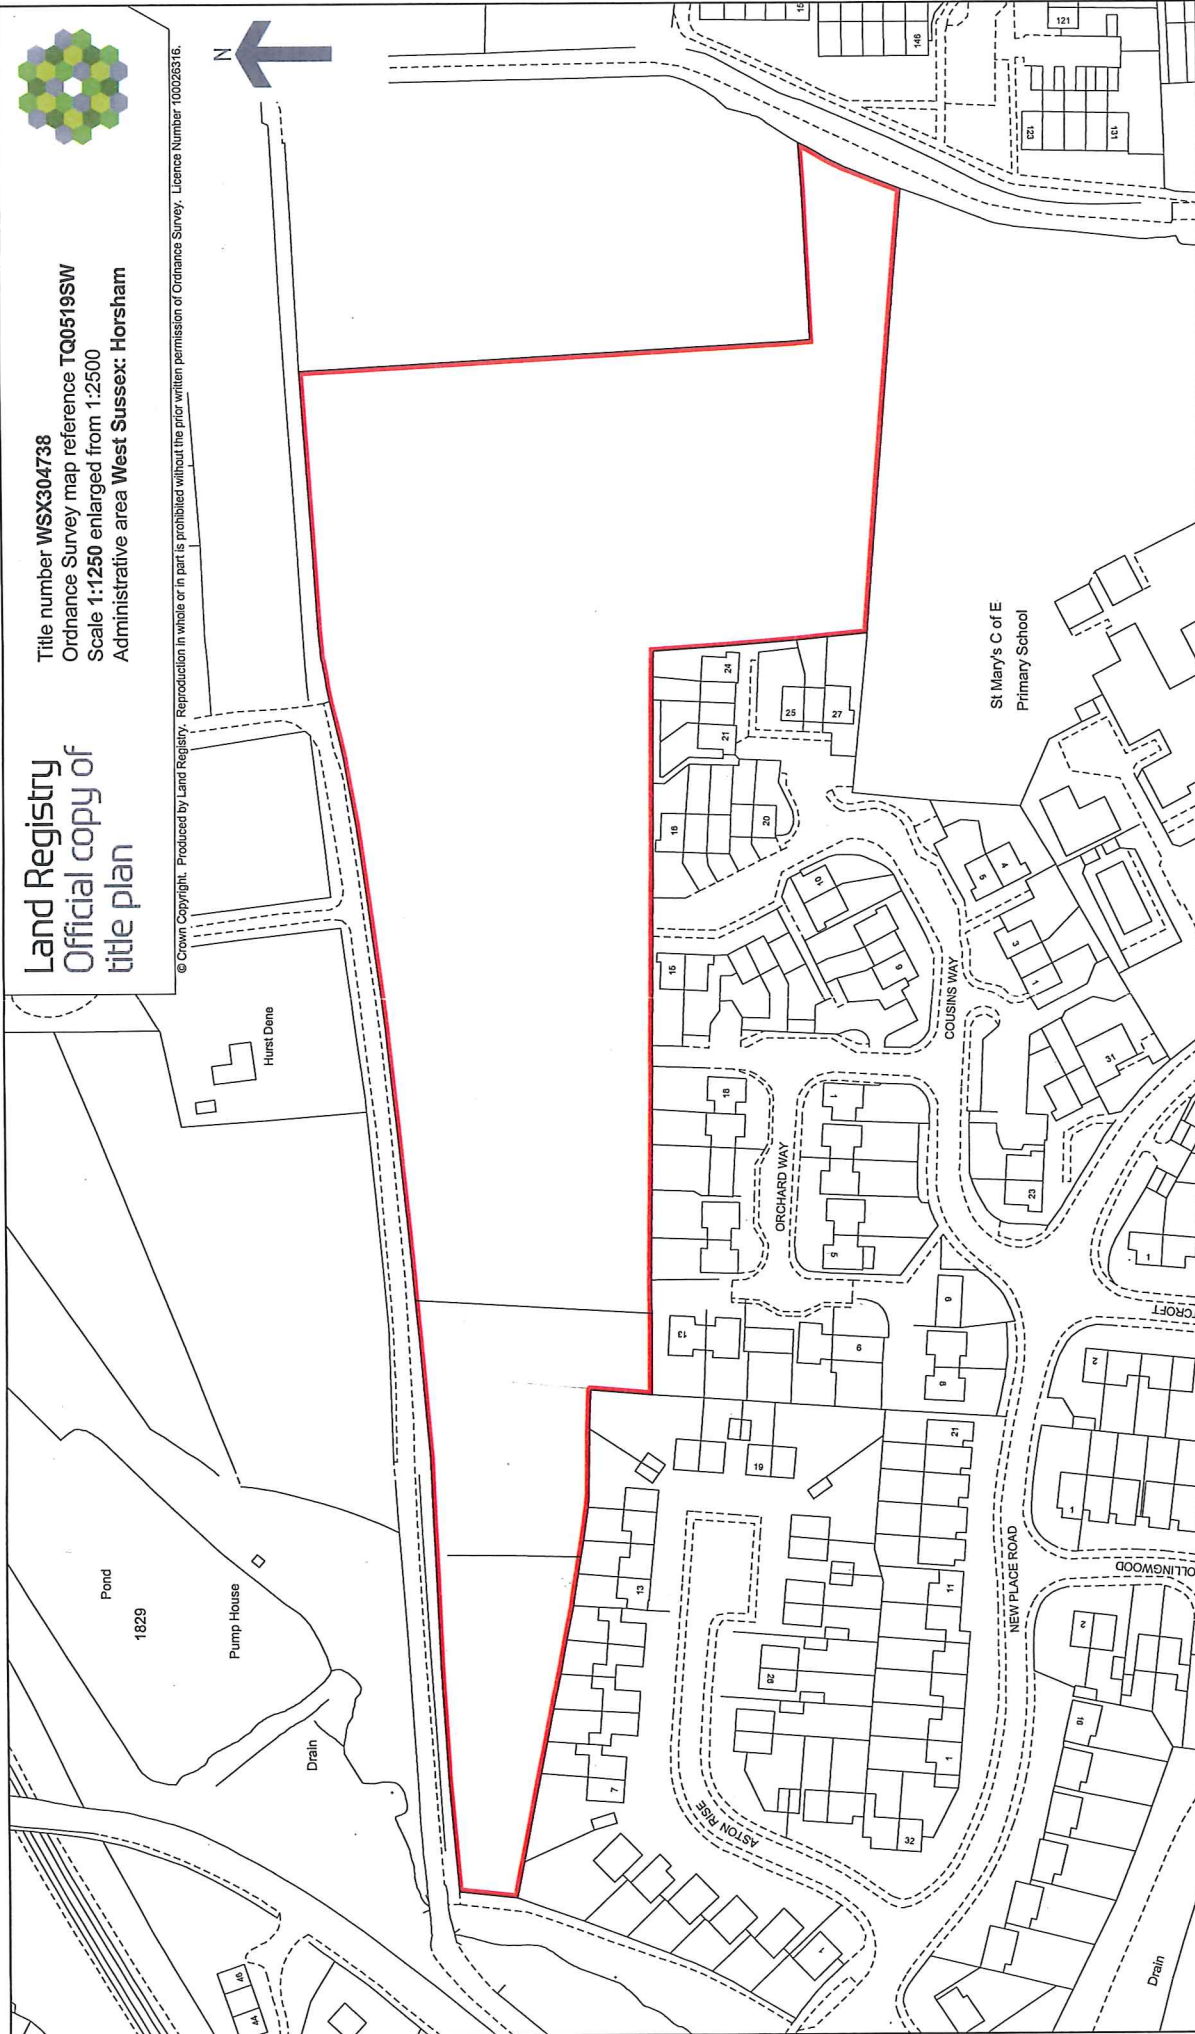 Land Registry
Official copy of
title plan
Title number WSX304738
Ordnance Survey map reference TQ0519SW
Scale 1:1250 enlarged from 1:2500
Administrative area West Sussex: Horsham
© Crown Copyright. Produced by Land Registry. Reproduction in whole or in part is prohibited without the prior written permission of Ordnance Survey. Licence Number 100026316.
N
Pond
1829
Pump House
Drain
Hurst Dene
46
44
15
146
121
123
131
St Mary's C of E
Primary School
24
21
25
27
16
20
10
15
9
5
4
3
1
COUSINS WAY
31
23
18
1
ORCHARD WAY
5
13
9
6
8
19
21
13
7
11
28
1
32
ASTON RISE
1
NEW PLACE ROAD
1
TCROFT
2
1
OLLINGWOOD
2
16
Drain